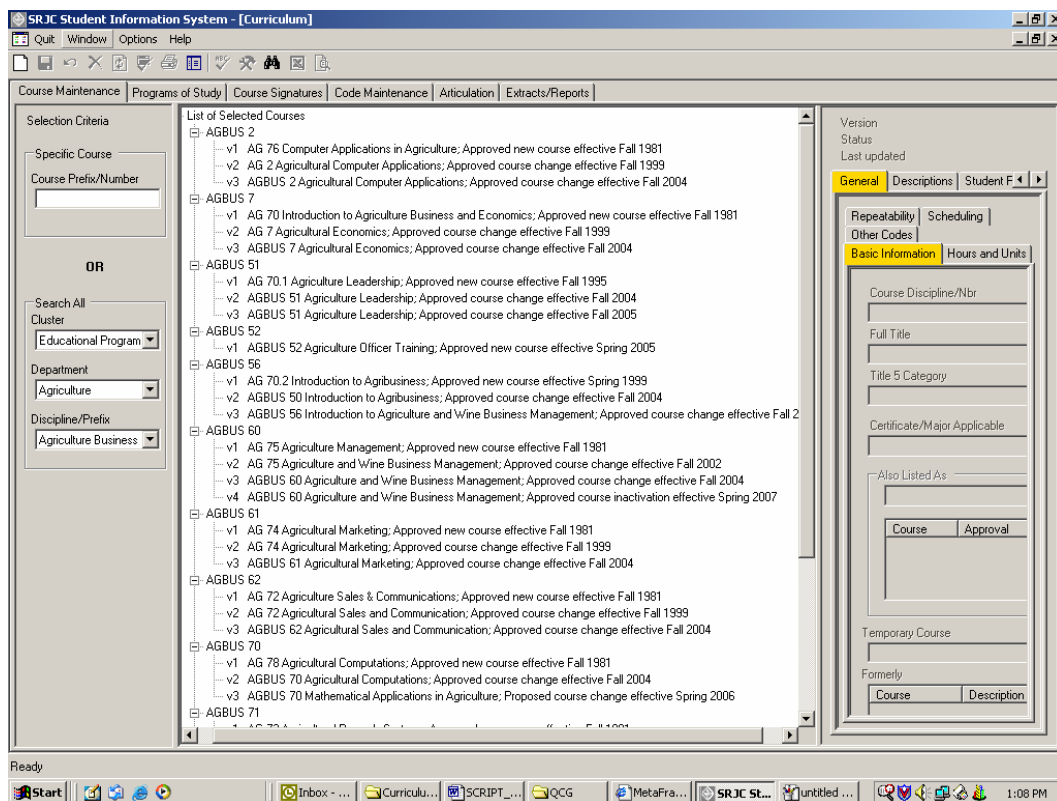 SRJC Student Information System - [Curriculum]
Quit Window Options Help
Course Maintenance Programs of Study Course Signatures Code Maintenance Articulation Extracts/Reports
Selection Criteria
Specific Course
Course Prefix/Number
OR
Search All
Cluster
Educational Program
Department
Agriculture
Discipline/Prefix
Agriculture Business
List of Selected Courses
AGBUS 2
v1 AG 76 Computer Applications in Agriculture; Approved new course effective Fall 1981
v2 AG 2 Agricultural Computer Applications; Approved course change effective Fall 1999
v3 AGBUS 2 Agricultural Computer Applications; Approved course change effective Fall 2004
AGBUS 7
v1 AG 70 Introduction to Agriculture Business and Economics; Approved new course effective Fall 1981
v2 AG 7 Agricultural Economics; Approved course change effective Fall 1999
v3 AGBUS 7 Agricultural Economics; Approved course change effective Fall 2004
AGBUS 51
v1 AG 70.1 Agriculture Leadership; Approved new course effective Fall 1995
v2 AGBUS 51 Agriculture Leadership; Approved course change effective Fall 2004
v3 AGBUS 51 Agriculture Leadership; Approved course change effective Fall 2005
AGBUS 52
v1 AGBUS 52 Agriculture Officer Training; Approved new course effective Spring 2005
AGBUS 56
v1 AG 70.2 Introduction to Agribusiness; Approved new course effective Spring 1999
v2 AGBUS 50 Introduction to Agribusiness; Approved course change effective Fall 2004
v3 AGBUS 56 Introduction to Agriculture and Wine Business Management; Approved course change effective Fall 2
AGBUS 60
v1 AG 75 Agriculture Management; Approved new course effective Fall 1981
v2 AG 75 Agriculture and Wine Business Management; Approved course change effective Fall 2002
v3 AGBUS 60 Agriculture and Wine Business Management; Approved course change effective Fall 2004
v4 AGBUS 60 Agriculture and Wine Business Management; Approved course inactivation effective Spring 2007
AGBUS 61
v1 AG 74 Agricultural Marketing; Approved new course effective Fall 1981
v2 AG 74 Agricultural Marketing; Approved course change effective Fall 1999
v3 AGBUS 61 Agricultural Marketing; Approved course change effective Fall 2004
AGBUS 62
v1 AG 72 Agriculture Sales & Communications; Approved new course effective Fall 1981
v2 AG 72 Agricultural Sales and Communication; Approved course change effective Fall 1999
v3 AGBUS 62 Agricultural Sales and Communication; Approved course change effective Fall 2004
AGBUS 70
v1 AG 78 Agricultural Computations; Approved new course effective Fall 1981
v2 AGBUS 70 Agricultural Computations; Approved course change effective Fall 2004
v3 AGBUS 70 Mathematical Applications in Agriculture; Proposed course change effective Spring 2006
AGBUS 71
Version
Status
Last updated
General Descriptions Student F
Repeatability Scheduling
Other Codes
Basic Information Hours and Units
Course Discipline/Nbr
Full Title
Title 5 Category
Certificate/Major Applicable
Also Listed As
Course Approval
Temporary Course
Formerly
Course Description
Ready
Start Inbox - ... Curriculu... SCRIPT_... QCG MetaFra... SRJC St... untitled ... 1:08 PM